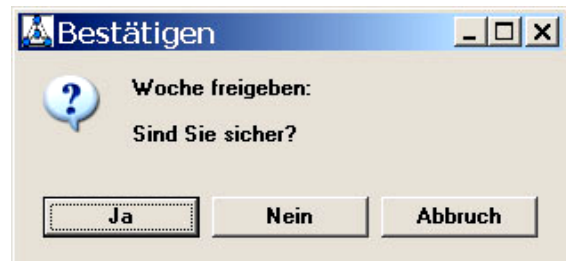 Bestätigen
Woche freigeben:
Sind Sie sicher?
Ja Nein Abbruch